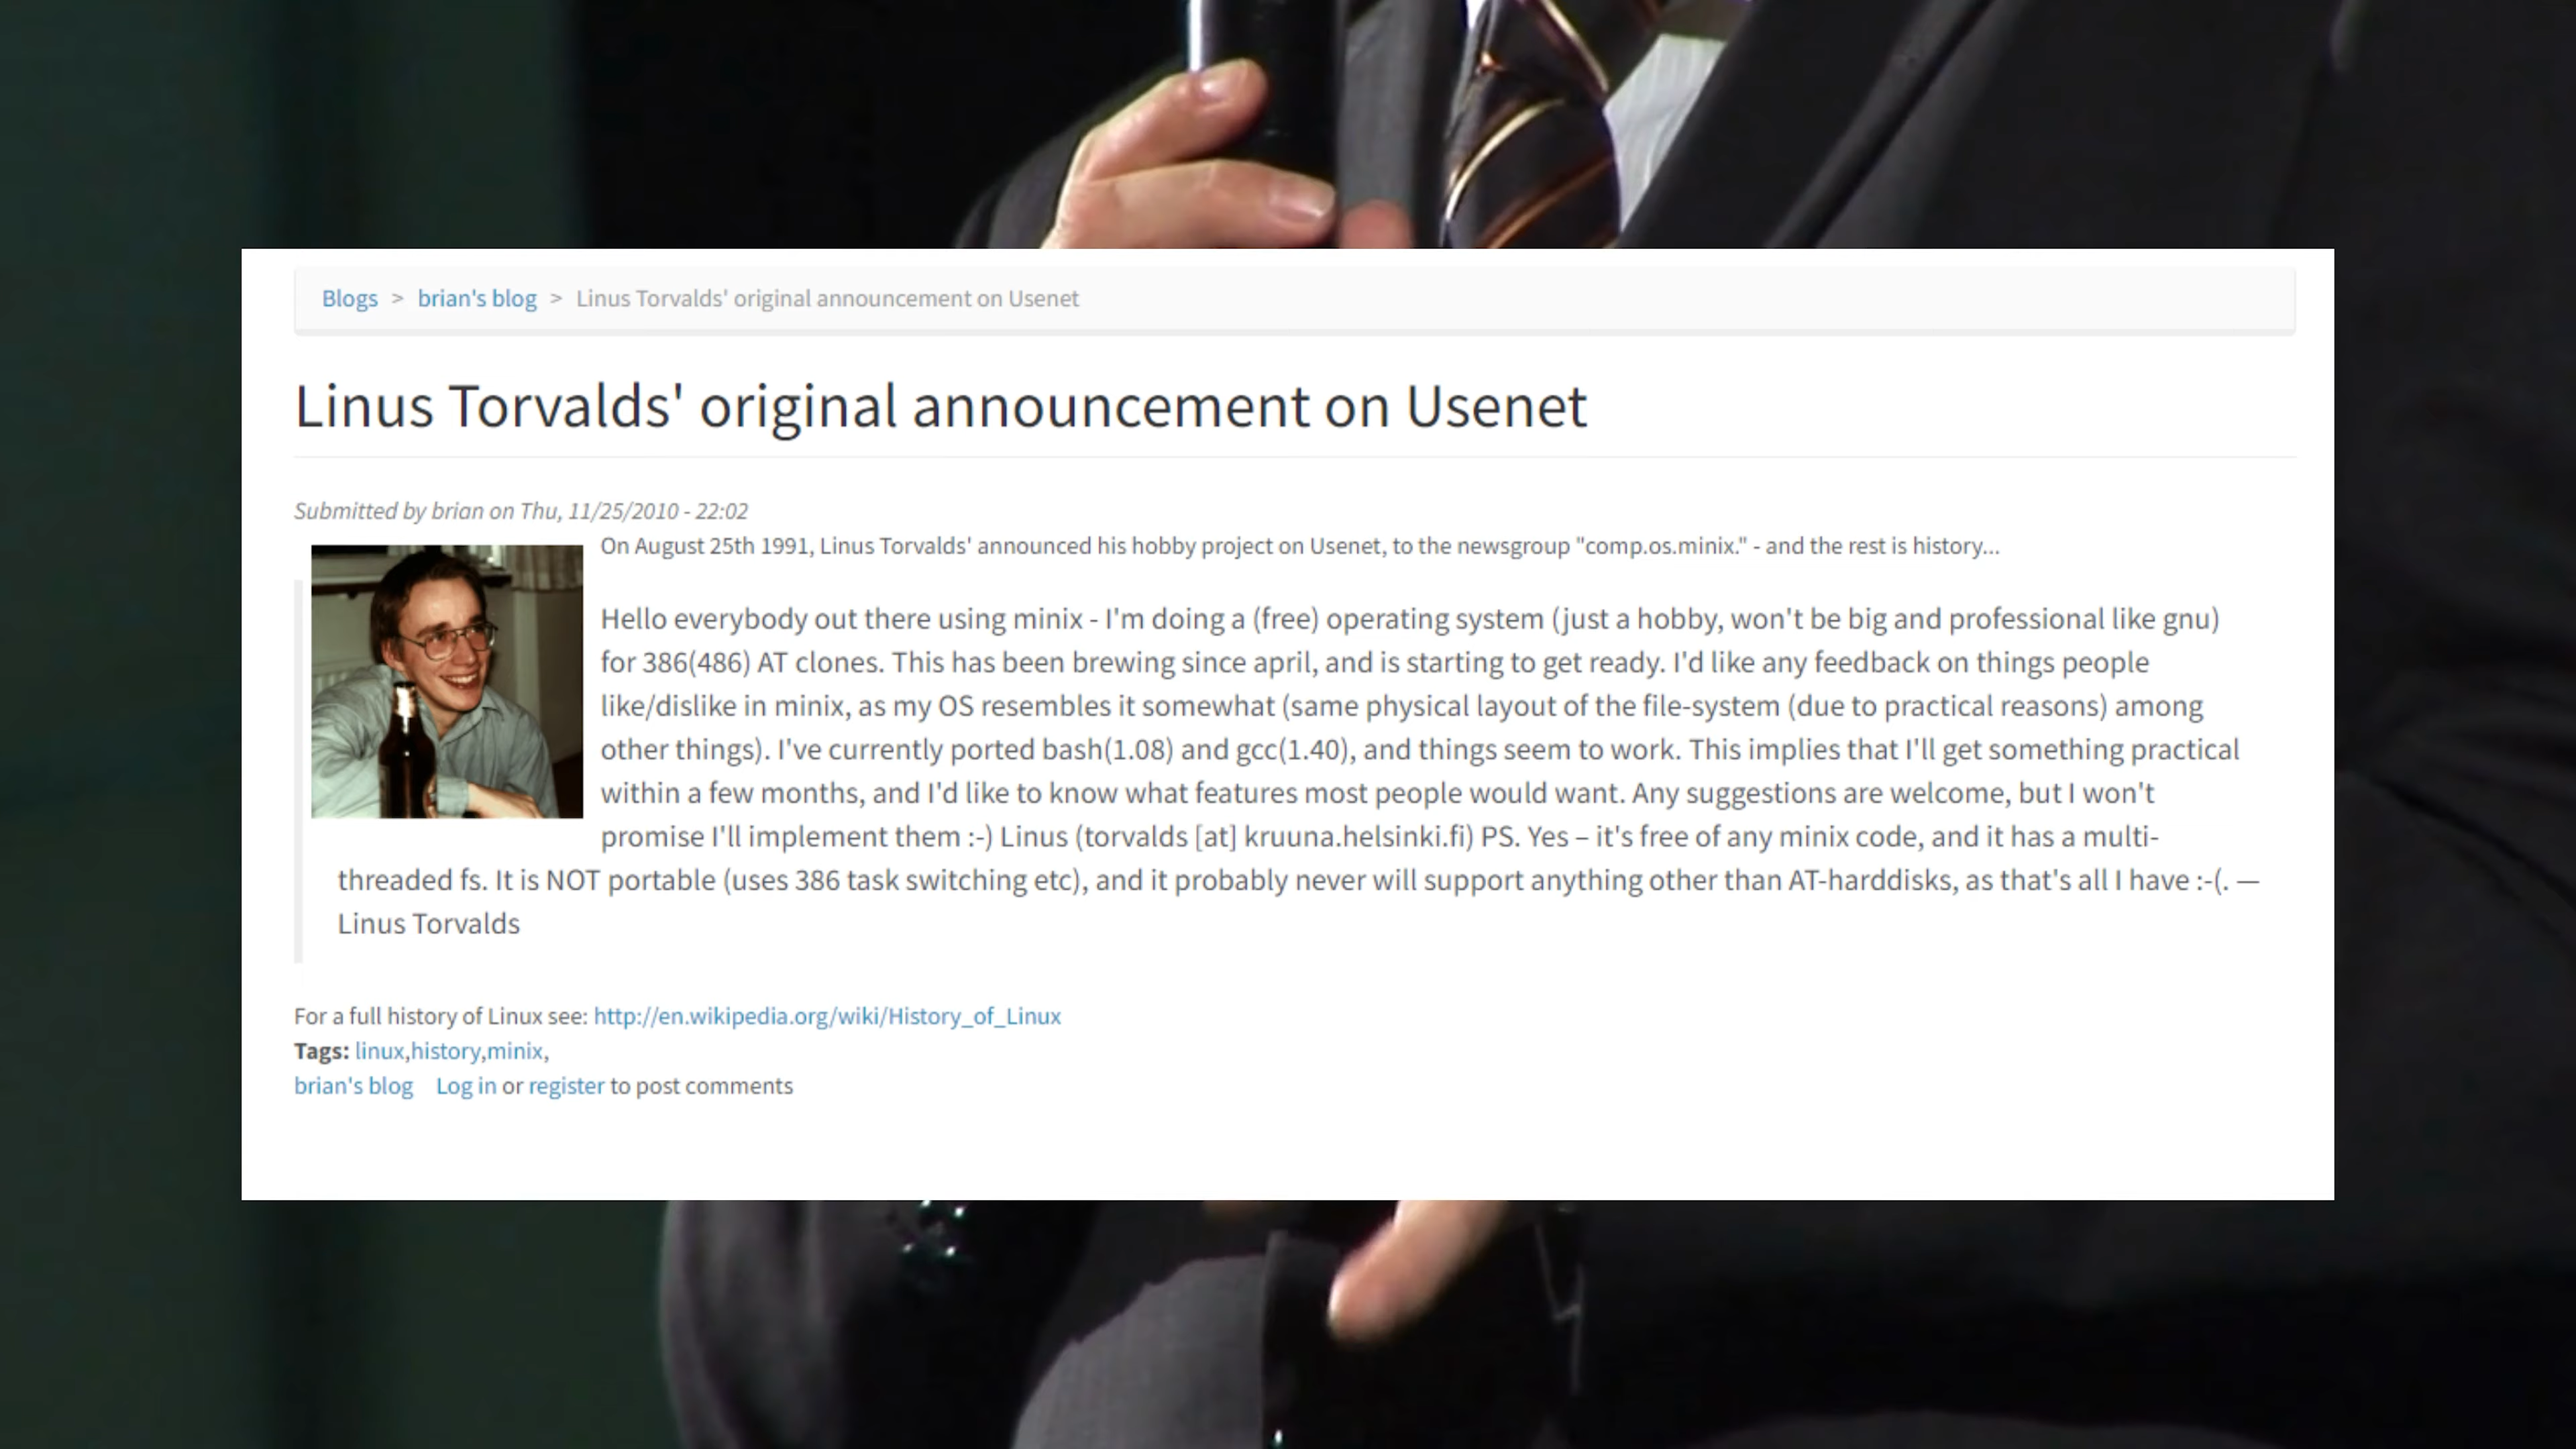 Blogs > brian's blog > Linus Torvalds' original announcement on Usenet
Linus Torvalds' original announcement on Usenet
Submitted by brian on Thu, 11/25/2010 - 22:02
On August 25th 1991, Linus Torvalds' announced his hobby project on Usenet, to the newsgroup "comp.os.minix." - and the rest is history...
Hello everybody out there using minix - I'm doing a (free) operating system (just a hobby, won't be big and professional like gnu)
for 386(486) AT clones. This has been brewing since april, and is starting to get ready. I'd like any feedback on things people
like/dislike in minix, as my OS resembles it somewhat (same physical layout of the file-system (due to practical reasons) among
other things). I've currently ported bash(1.08) and gcc(1.40), and things seem to work. This implies that I'll get something practical
within a few months, and I'd like to know what features most people would want. Any suggestions are welcome, but I won't
promise I'll implement them :-) Linus (torvalds [at] kruuna.helsinki.fi) PS. Yes – it's free of any minix code, and it has a multi-
threaded fs. It is NOT portable (uses 386 task switching etc), and it probably never will support anything other than AT-harddisks, as that's all I have :-(. —
Linus Torvalds
For a full history of Linux see: http://en.wikipedia.org/wiki/History_of_Linux
Tags: linux,history,minix,
brian's blog Log in or register to post comments